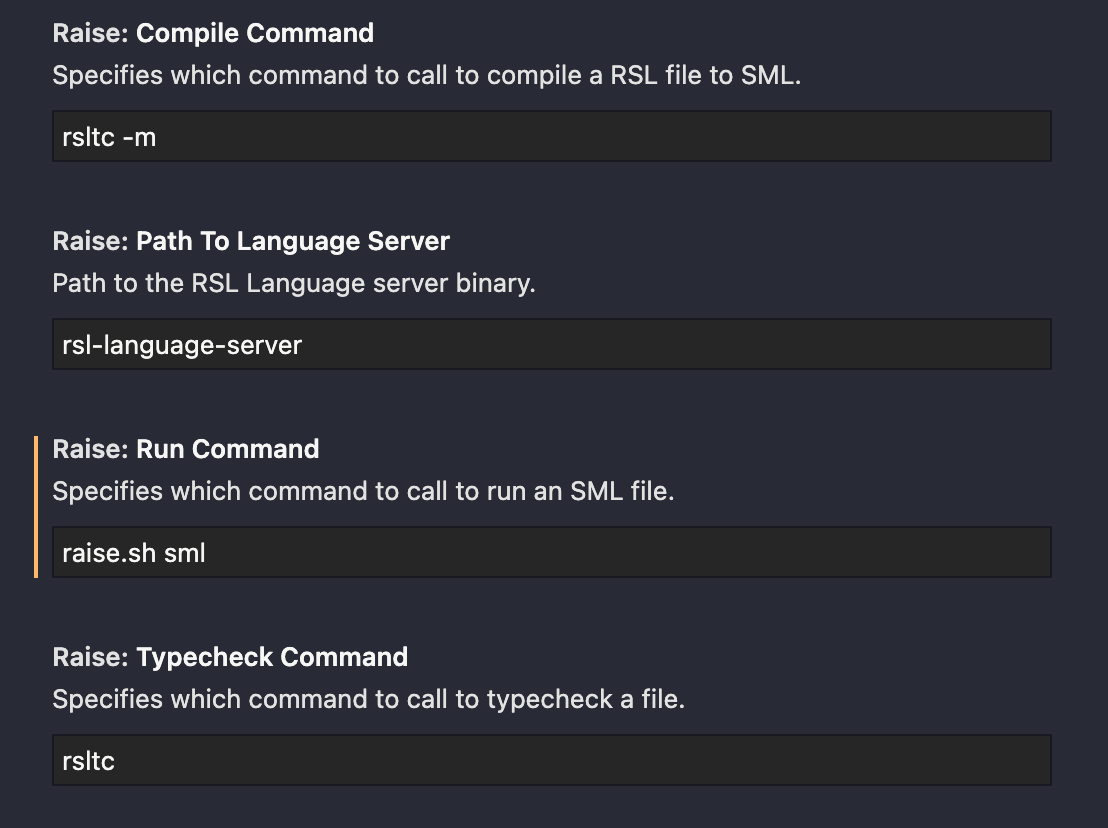 Raise: Compile Command
Specifies which command to call to compile a RSL file to SML.
rsltc -m
Raise: Path To Language Server
Path to the RSL Language server binary.
rsl-language-server
Raise: Run Command
Specifies which command to call to run an SML file.
raise.sh sml
Raise: Typecheck Command
Specifies which command to call to typecheck a file.
rsltc